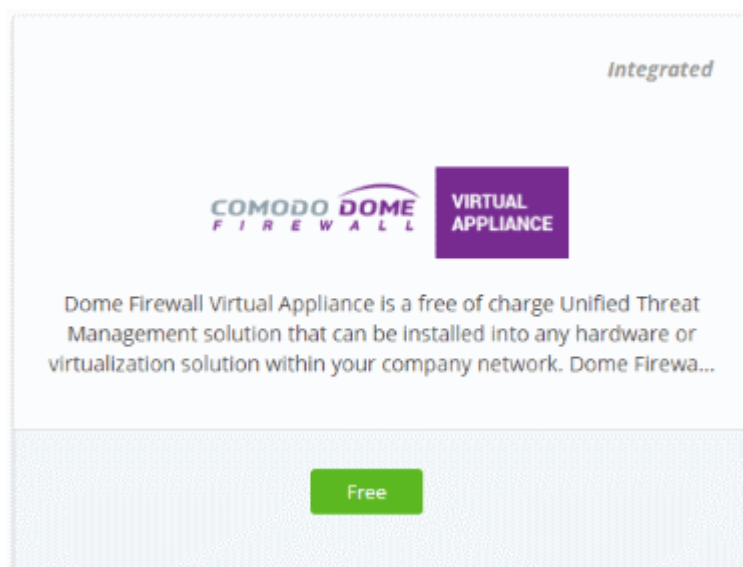 Integrated
COMODO DOME
FIREWALL
VIRTUAL
APPLIANCE
Dome Firewall Virtual Appliance is a free of charge Unified Threat
Management solution that can be installed into any hardware or
virtualization solution within your company network. Dome Firewa...
Free